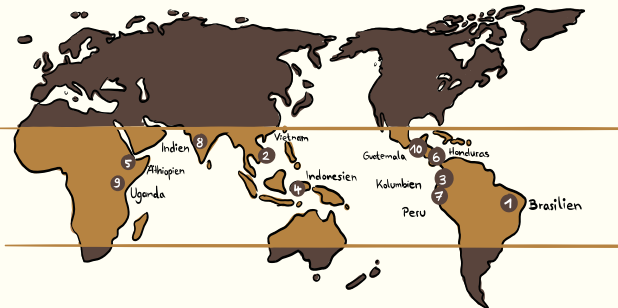 8
Indien
5
Äthiopien
9
Uganda
Vietnam
2
Indonesien
4
Guatemala
10
6
Honduras
Kolumbien
3
7
Peru
1
Brasilien